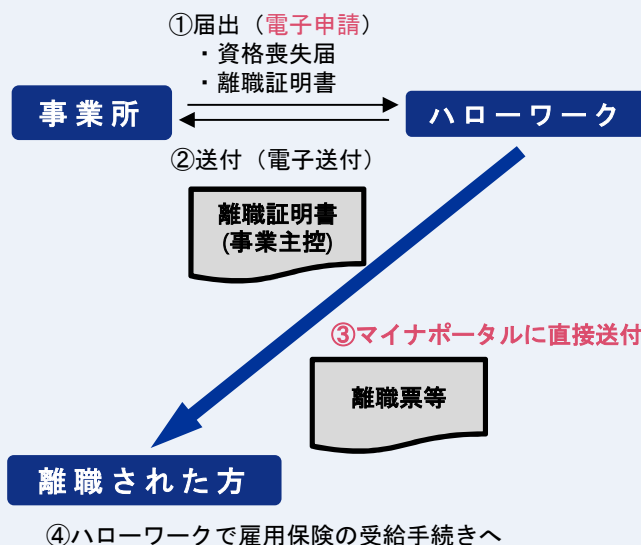 ①届出（電子申請）
・資格喪失届
・離職証明書
事業所
ハローワーク
②送付（電子送付）
離職証明書
(事業主控)
③マイナポータルに直接送付
離職票等
離職された方
④ハローワークで雇用保険の受給手続きへ